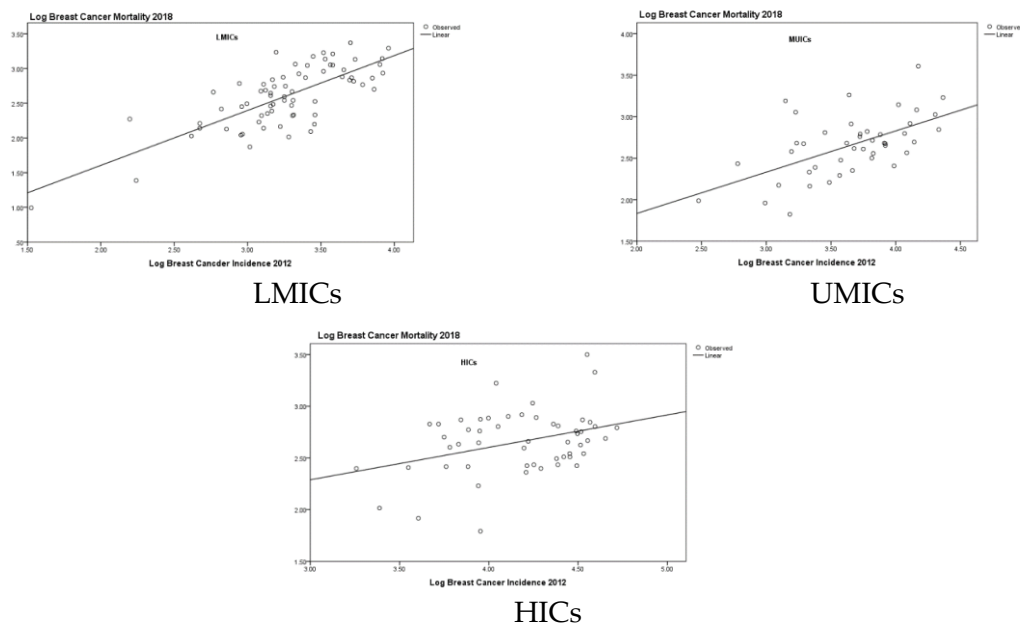 Log Breast Cancer Mortality 2018
LMICs
Observed
Linear
3.50
3.00
2.50
2.00
1.50
1.00
.50
1.50 2.00 2.50 3.00 3.50 4.00
Log Breast Cancder Incidence 2012
LMICs
Log Breast Cancer Mortality 2018
MUICs
Observed
Linear
4.00
3.50
3.00
2.50
2.00
1.50
2.00 2.50 3.00 3.50 4.00 4.50
Log Breast Cancer Incidence 2012
UMICs
Log Breast Cancer Mortality 2018
HICs
Observed
Linear
3.50
3.00
2.50
2.00
1.50
3.00 3.50 4.00 4.50 5.00
Log Breast Cancer Incidence 2012
HICs